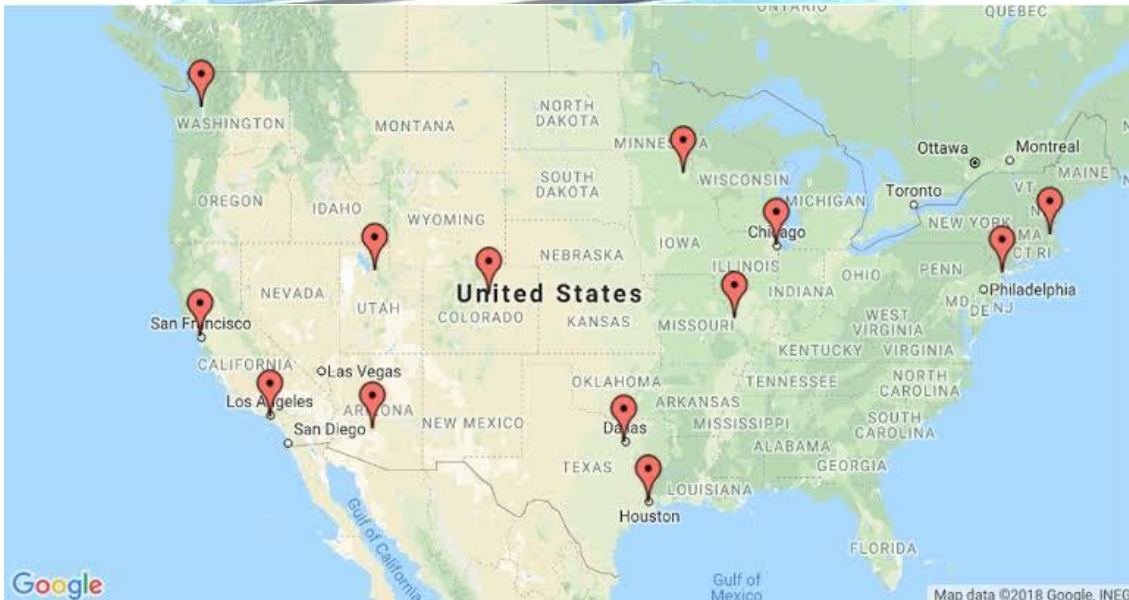 ONTARIO
QUEBEC
WASHINGTON
MONTANA
NORTH
DAKOTA
MINNES TA
Ottawa
Montreal
MAINE
VT
OREGON
IDAHO
WYOMING
SOUTH
DAKOTA
WISCONSIN
MICHIGAN
Toronto
NEW YORK
MA
CT RI
Chicago
IOWA
NEBRASKA
ILLINOIS
INDIANA
OHIO
PENN
Philadelphia
MD
DE
NJ
NEVADA
UTAH
COLORADO
United States
KANSAS
MISSOURI
WEST
VIRGINIA
KENTUCKY
VIRGINIA
San Francisco
CALIFORNIA
Las Vegas
Los Angeles
San Diego
ARIZONA
NEW MEXICO
OKLAHOMA
ARKANSAS
TENNESSEE
NORTH
CAROLINA
SOUTH
CAROLINA
MISSISSIPPI
ALABAMA
GEORGIA
Dallas
TEXAS
LOUISIANA
Houston
FLORIDA
Gulf of California
Gulf of
Mexico
Google
Map data ©2018 Google, INEG